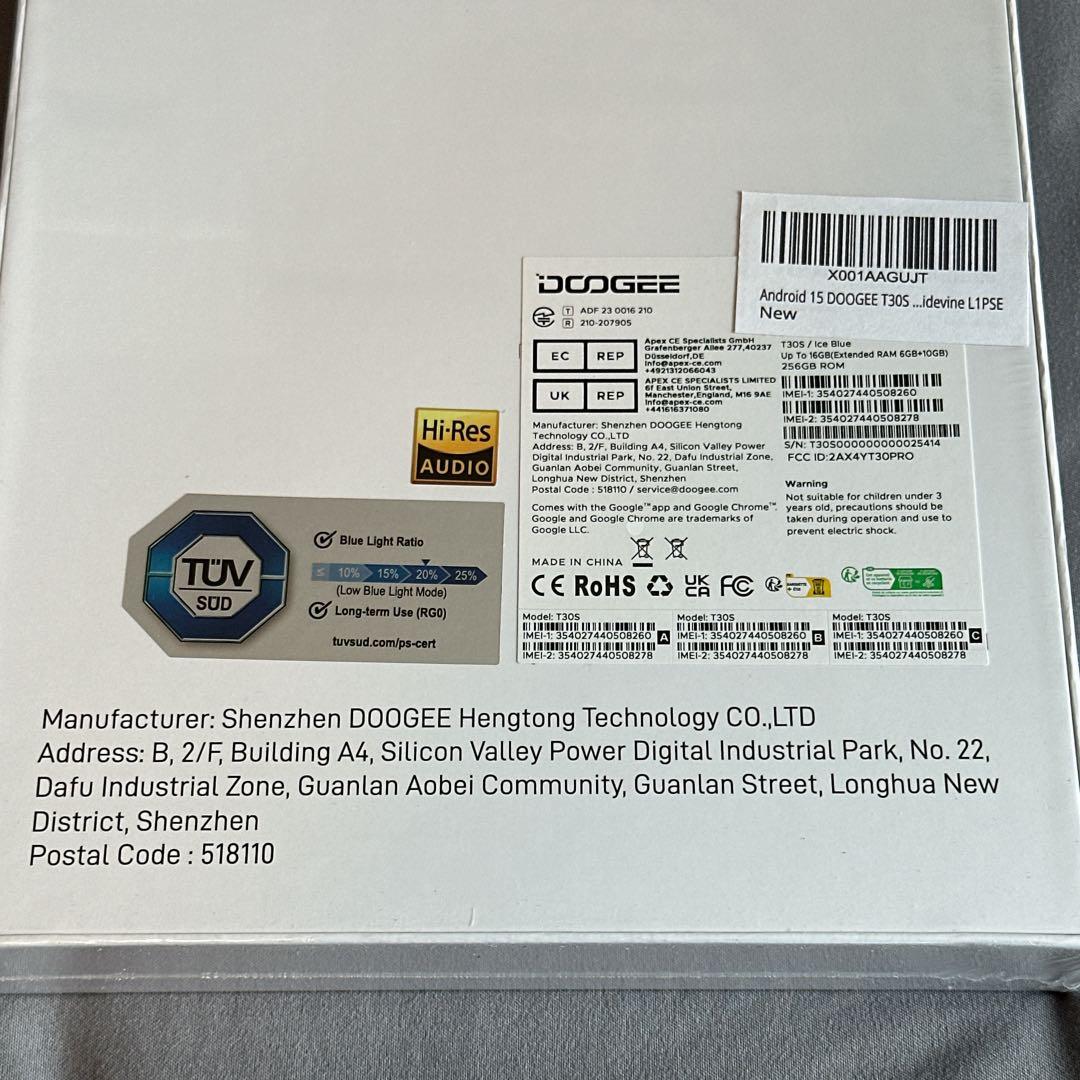 X001AAGUJT
Android 15 DOOGEE T30S ...idevine L1PSE
New
DOOGEE
T ADF 23 0016 210
R 210-207905
EC REP
Apex CE Specialists GmbH
Grafenberger Allee 277,40237
Düsseldorf,DE
Info@apex-ce.com
+4921312066043
UK REP
APEX CE SPECIALISTS LIMITED
6f East Union Street,
Manchester,England, M16 9AE
Info@apex-ce.com
+441616371080
T30S / Ice Blue
Up To 16GB(Extended RAM 6GB+10GB)
256GB ROM
IMEI-1: 354027440508260
IMEI-2: 354027440508278
S/N: T30S000000000025414
FCC ID:2AX4YT30PRO
Manufacturer: Shenzhen DOOGEE Hengtong
Technology CO.,LTD
Address: B, 2/F, Building A4, Silicon Valley Power
Digital Industrial Park, No. 22, Dafu Industrial Zone,
Guanlan Aobei Community, Guanlan Street,
Longhua New District, Shenzhen
Postal Code : 518110 / service@doogee.com
Comes with the Google™ app and Google Chrome™.
Google and Google Chrome are trademarks of
Google LLC.
Warning
Not suitable for children under 3
years old, precautions should be
taken during operation and use to
prevent electric shock.
MADE IN CHINA
CE RoHS UK CA FC
Model: T30S
IMEI-1: 354027440508260 A
IMEI-2: 354027440508278
Model: T30S
IMEI-1: 354027440508260 B
IMEI-2: 354027440508278
Model: T30S
IMEI-1: 354027440508260 C
IMEI-2: 354027440508278
Hi-Res
AUDIO
TÜV
SÜD
Blue Light Ratio
≤ 10% 15% 20% 25%
(Low Blue Light Mode)
Long-term Use (RG0)
tuvsud.com/ps-cert
Manufacturer: Shenzhen DOOGEE Hengtong Technology CO.,LTD
Address: B, 2/F, Building A4, Silicon Valley Power Digital Industrial Park, No. 22,
Dafu Industrial Zone, Guanlan Aobei Community, Guanlan Street, Longhua New
District, Shenzhen
Postal Code : 518110